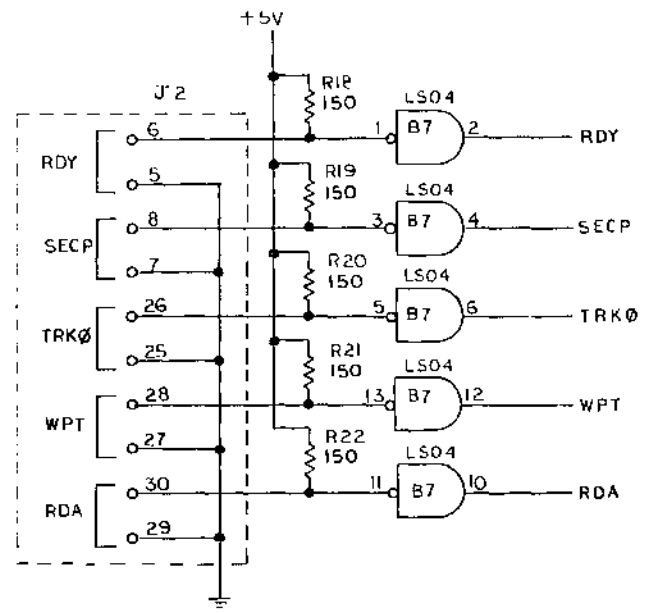 +5V
J2
RDY
6
5
R18
150
LS04
1
B7
2
RDY
SECP
8
7
R19
150
LS04
3
B7
4
SECP
TRKØ
26
25
R20
150
LS04
5
B7
6
TRKØ
WPT
28
27
R21
150
LS04
13
B7
12
WPT
RDA
30
29
R22
150
LS04
11
B7
10
RDA